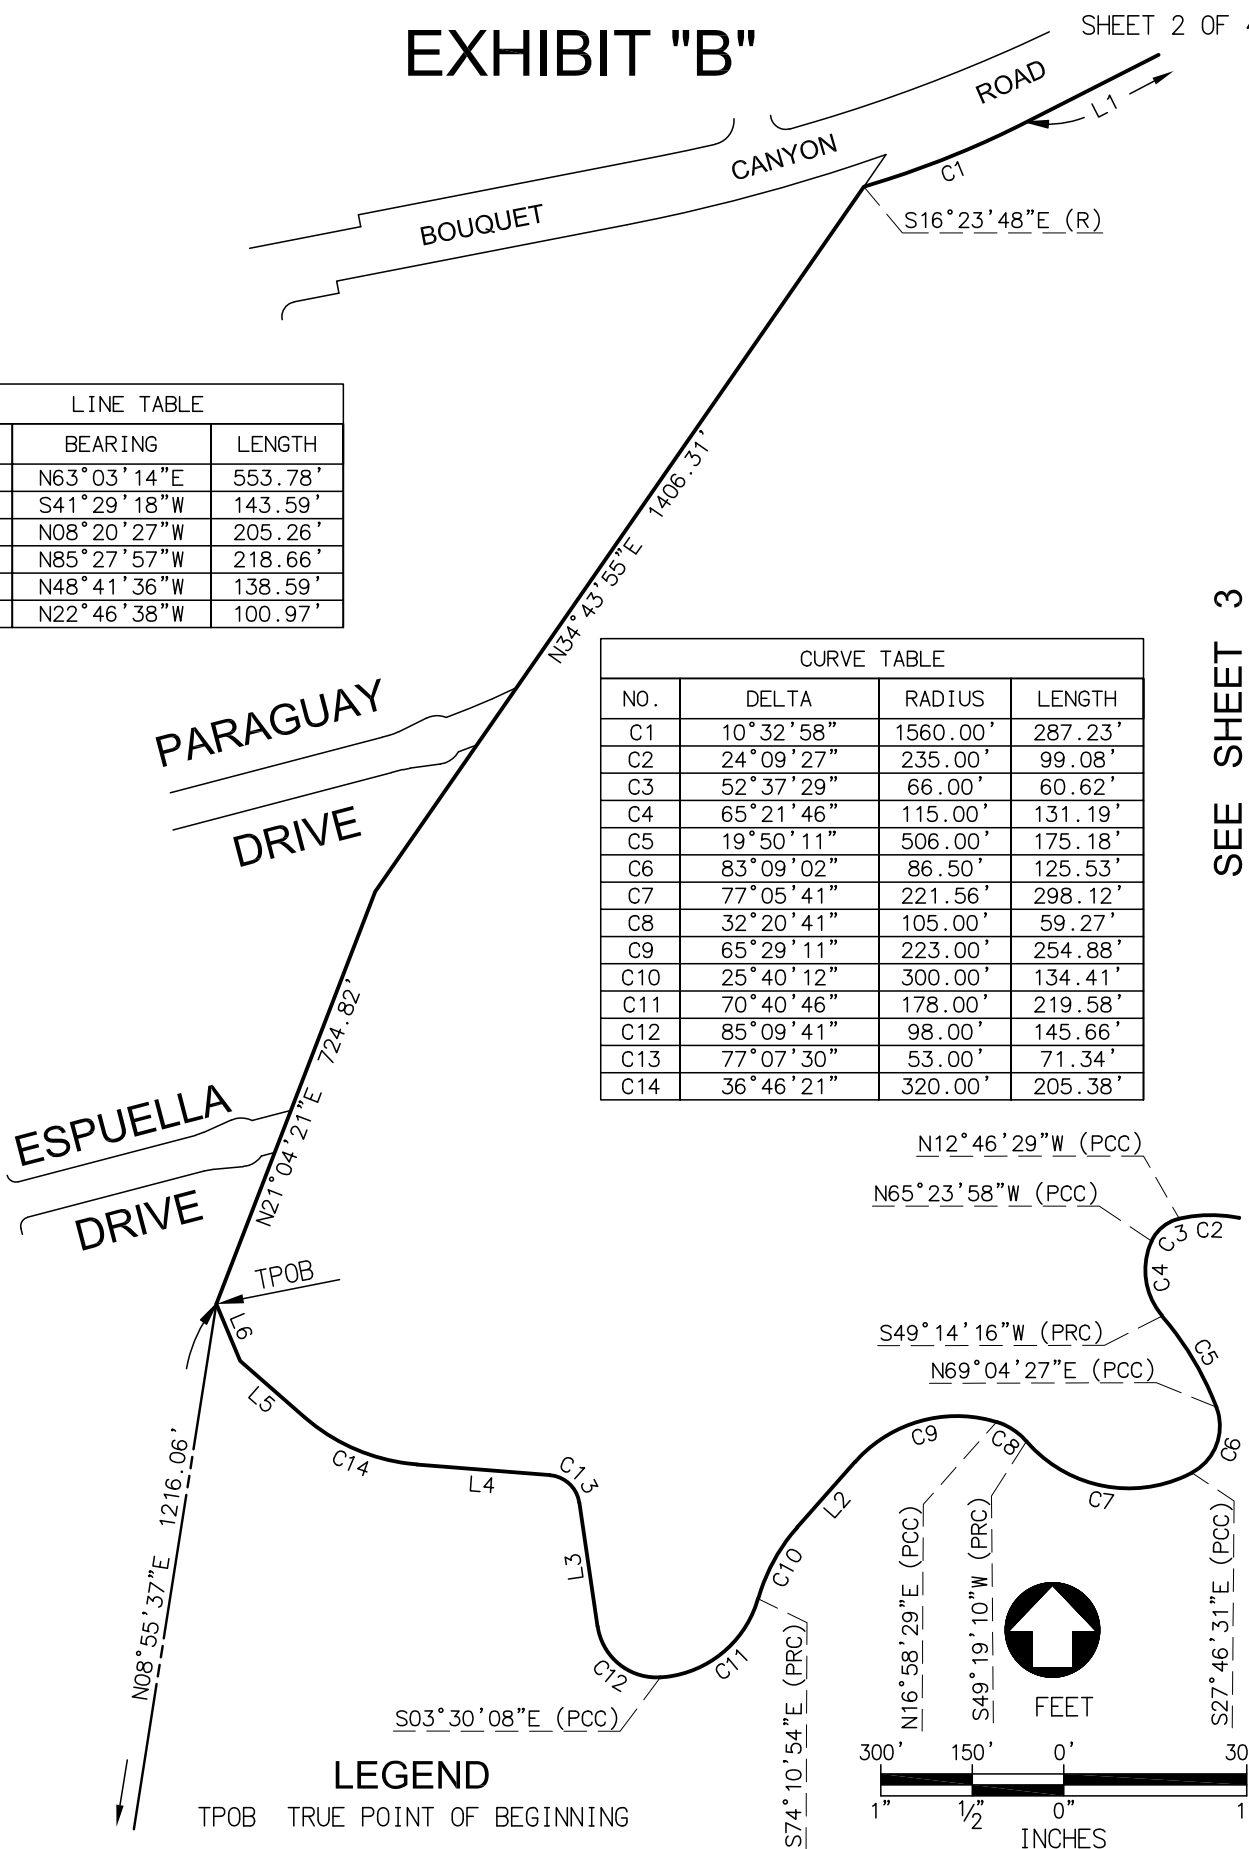 EXHIBIT "B"
SHEET 2 OF
ROAD
CANYON
BOUQUET
L1
C1
S16°23'48"E (R)
LINE TABLE
BEARING LENGTH
N63°03'14"E 553.78'
S41°29'18"W 143.59'
N08°20'27"W 205.26'
N85°27'57"W 218.66'
N48°41'36"W 138.59'
N22°46'38"W 100.97'
N34°43'55"E 1406.31'
SEE SHEET 3
PARAGUAY
DRIVE
CURVE TABLE
NO. DELTA RADIUS LENGTH
C1 10°32'58" 1560.00' 287.23'
C2 24°09'27" 235.00' 99.08'
C3 52°37'29" 66.00' 60.62'
C4 65°21'46" 115.00' 131.19'
C5 19°50'11" 506.00' 175.18'
C6 83°09'02" 86.50' 125.53'
C7 77°05'41" 221.56' 298.12'
C8 32°20'41" 105.00' 59.27'
C9 65°29'11" 223.00' 254.88'
C10 25°40'12" 300.00' 134.41'
C11 70°40'46" 178.00' 219.58'
C12 85°09'41" 98.00' 145.66'
C13 77°07'30" 53.00' 71.34'
C14 36°46'21" 320.00' 205.38'
N21°04'21"E 724.82'
ESPUELLA
DRIVE
TPOB
N12°46'29"W (PCC)
N65°23'58"W (PCC)
C3 C2
C4
S49°14'16"W (PRC)
C5
N69°04'27"E (PCC)
L6
L5
C14
L4
C13
L3
C12
C11
C10
L2
C9
C8
C7
C6
N08°55'37"E 1216.06'
S03°30'08"E (PCC)
S74°10'54"E (PRC)
N16°58'29"E (PCC)
S49°19'10"W (PRC)
S27°46'31"E (PCC)
FEET
300' 150' 0' 30
1" 1/2" 0" 1
INCHES
LEGEND
TPOB TRUE POINT OF BEGINNING